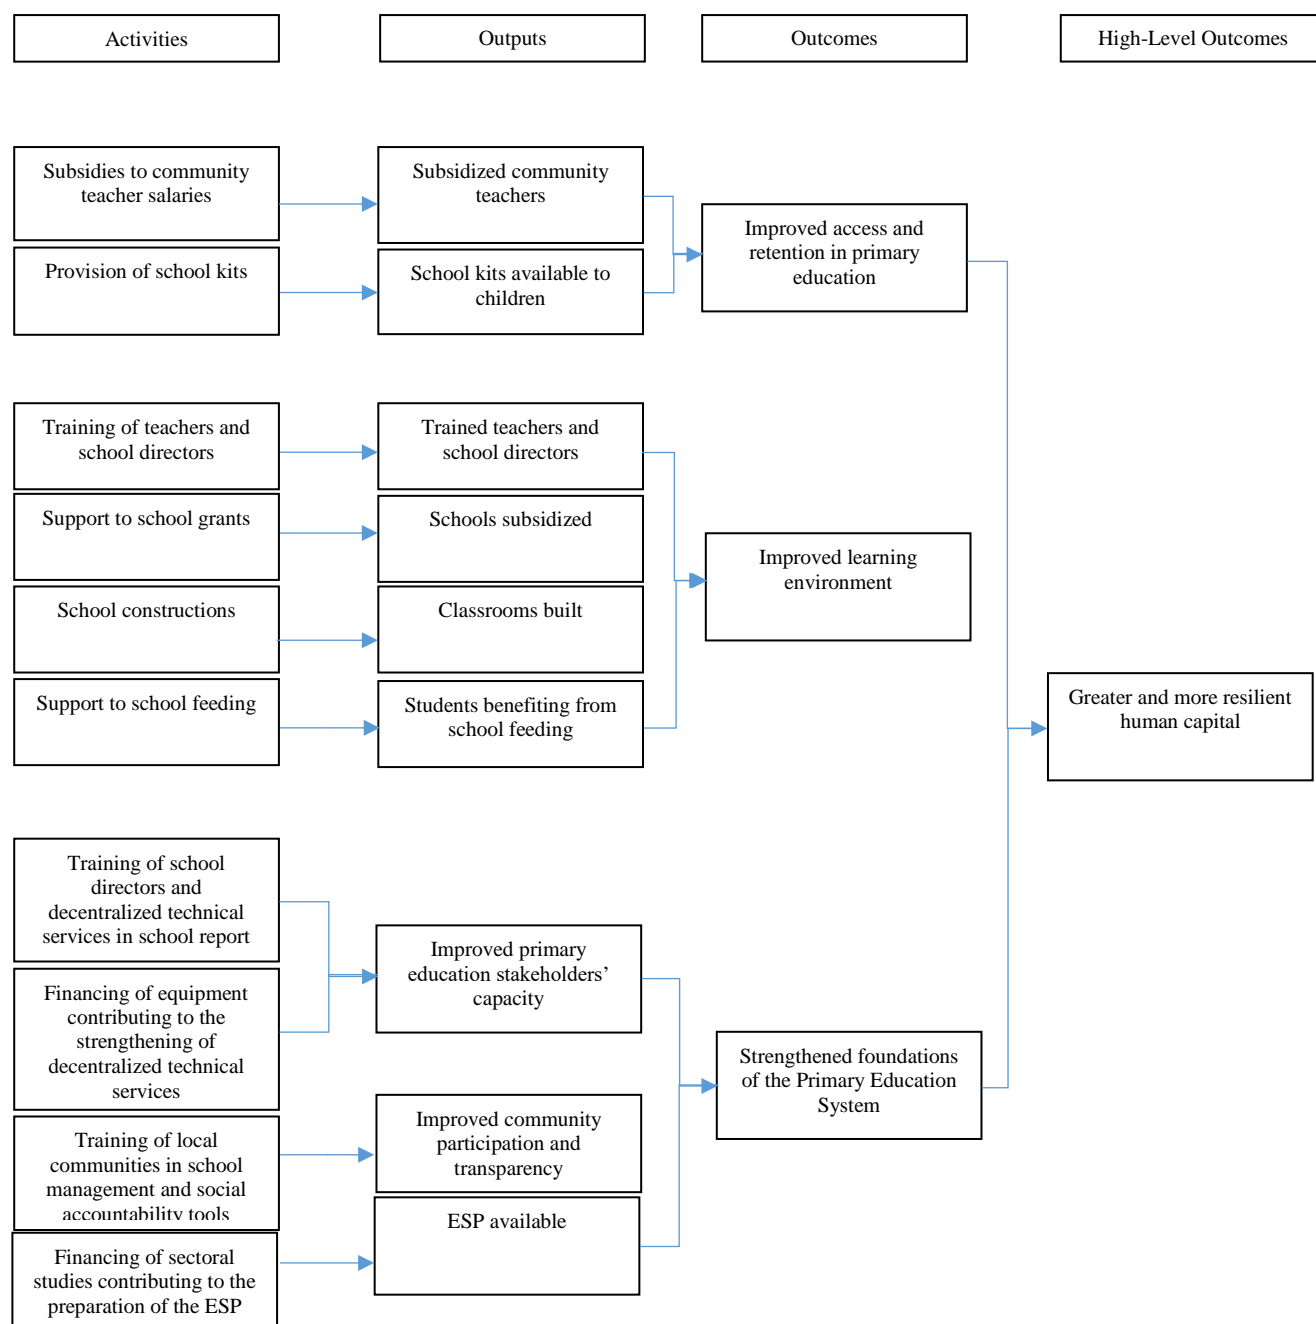 Activities
Outputs
Outcomes
High-Level Outcomes
Subsidies to community
teacher salaries
Subsidized community
teachers
Improved access and
retention in primary
education
Provision of school kits
School kits available to
children
Training of teachers and
school directors
Trained teachers and
school directors
Support to school grants
Schools subsidized
Improved learning
environment
School constructions
Classrooms built
Support to school feeding
Students benefiting from
school feeding
Greater and more resilient
human capital
Training of school
directors and
decentralized technical
services in school report
Improved primary
education stakeholders’
capacity
Financing of equipment
contributing to the
strengthening of
decentralized technical
services
Strengthened foundations
of the Primary Education
System
Training of local
communities in school
management and social
accountability tools
Improved community
participation and
transparency
ESP available
Financing of sectoral
studies contributing to the
preparation of the ESP